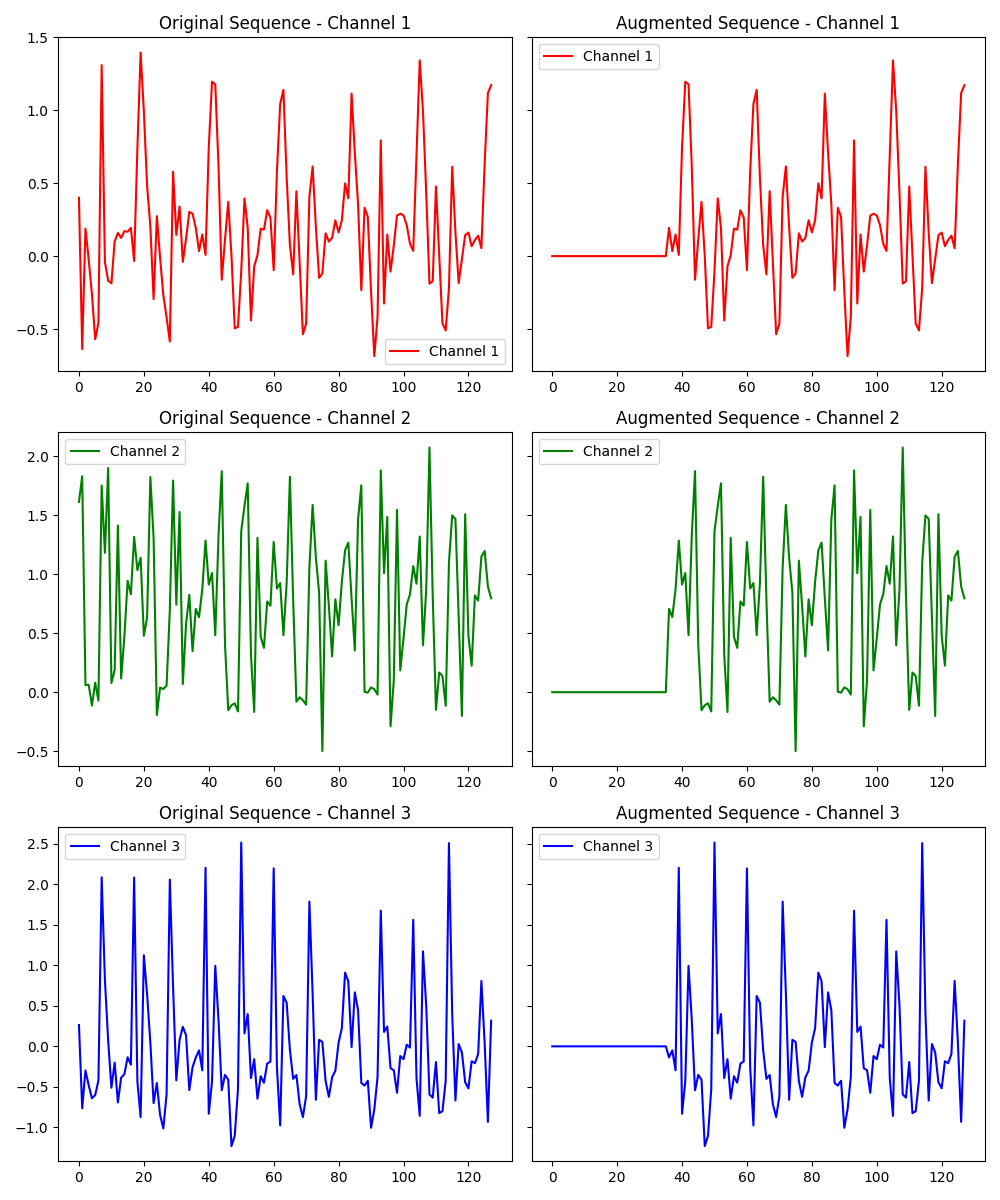 Original Sequence - Channel 1
Augmented Sequence - Channel 1
1.5
1.0
0.5
0.0
−0.5
Channel 1
Channel 1
0 20 40 60 80 100 120
0 20 40 60 80 100 120
Original Sequence - Channel 2
Augmented Sequence - Channel 2
Channel 2
Channel 2
2.0
1.5
1.0
0.5
0.0
−0.5
0 20 40 60 80 100 120
0 20 40 60 80 100 120
Original Sequence - Channel 3
Augmented Sequence - Channel 3
Channel 3
Channel 3
2.5
2.0
1.5
1.0
0.5
0.0
−0.5
−1.0
0 20 40 60 80 100 120
0 20 40 60 80 100 120